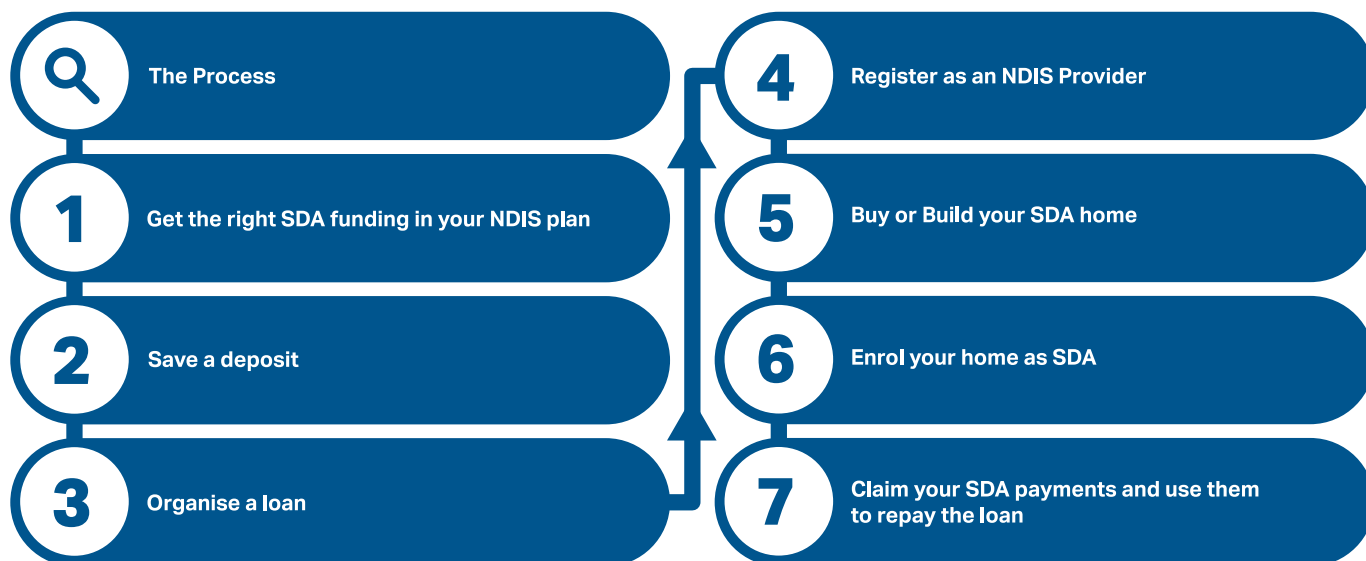 The Process
1
Get the right SDA funding in your NDIS plan
2
Save a deposit
3
Organise a loan
4
Register as an NDIS Provider
5
Buy or Build your SDA home
6
Enrol your home as SDA
7
Claim your SDA payments and use them
to repay the loan